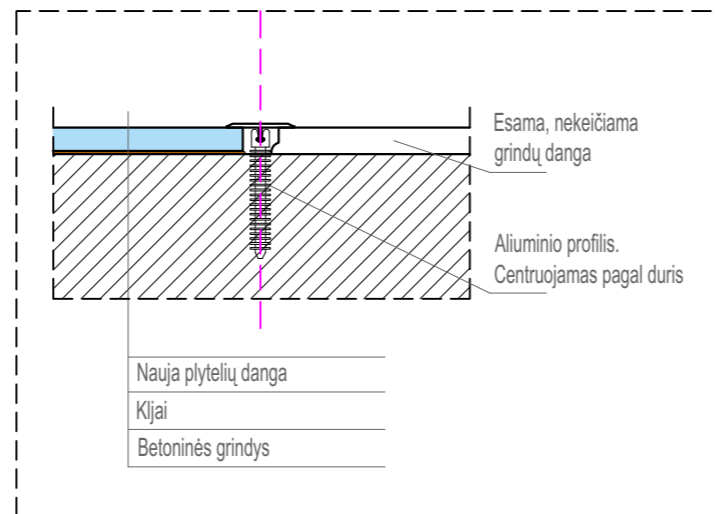 Esama, nekeičiama
grindų danga
Aliuminio profilis.
Centruojamas pagal duris
Nauja plytelių danga
Kljai
Betoninės grindys